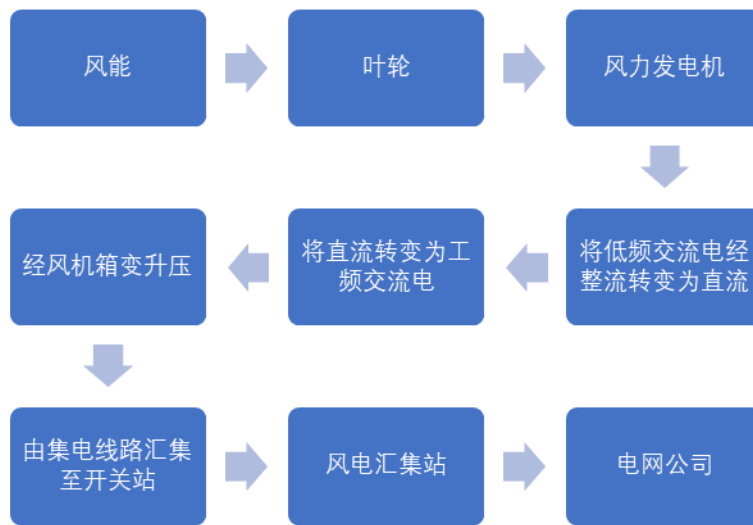 风能
叶轮
风力发电机
将低频交流电经
整流转变为直流
将直流转变为工
频交流电
经风机箱变升压
由集电线路汇集
至开关站
风电汇集站
电网公司